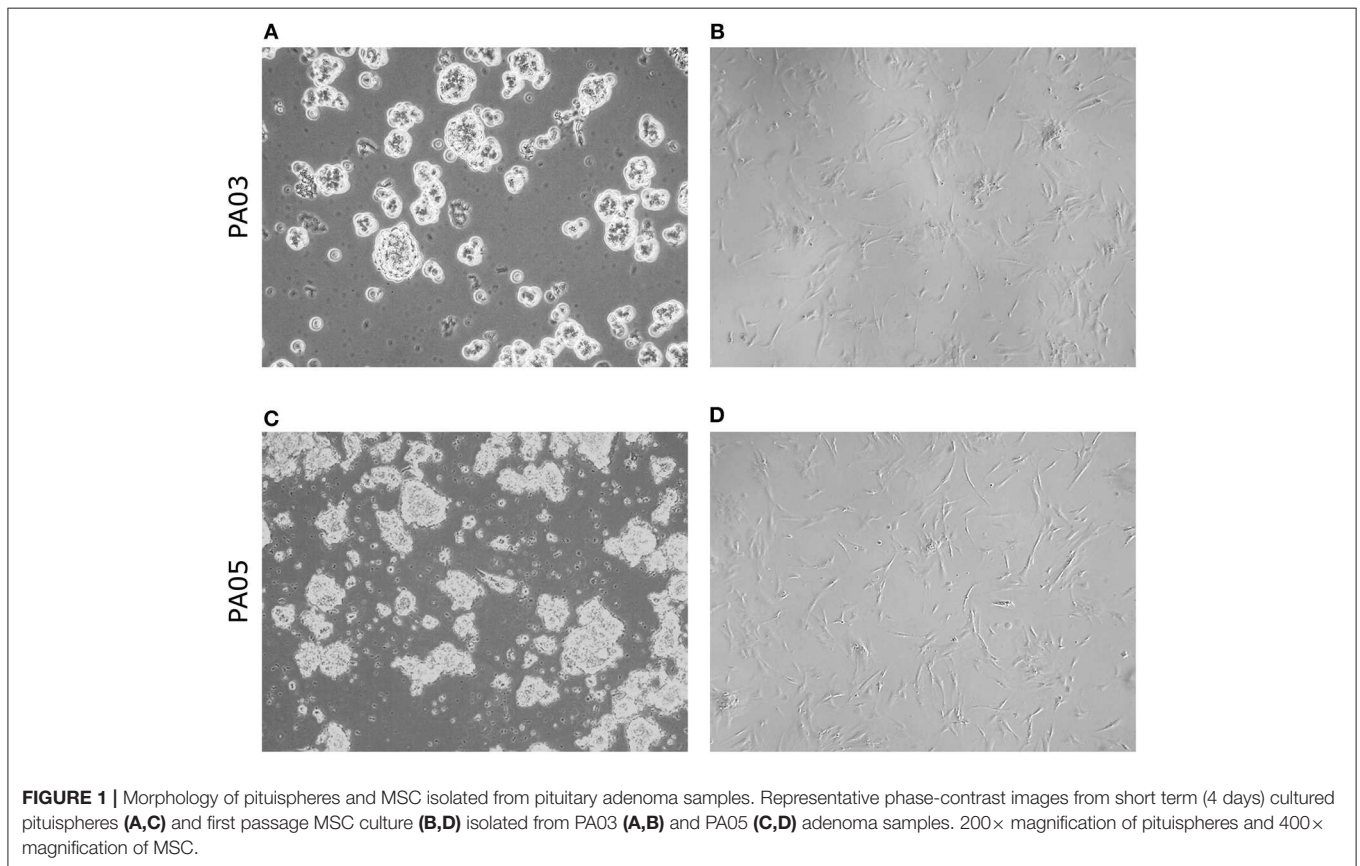 A
B
PA03
C
D
PA05
FIGURE 1 | Morphology of pituispheres and MSC isolated from pituitary adenoma samples. Representative phase-contrast images from short term (4 days) cultured
pituispheres (A,C) and first passage MSC culture (B,D) isolated from PA03 (A,B) and PA05 (C,D) adenoma samples. 200× magnification of pituispheres and 400×
magnification of MSC.